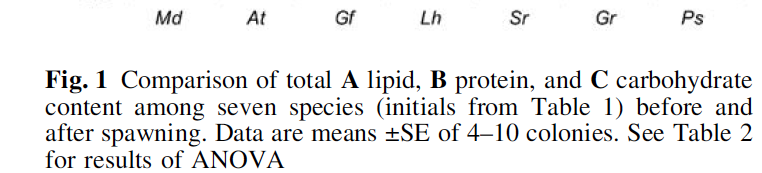 Md At Gf Lh Sr Gr Ps
Fig. 1 Comparison of total A lipid, B protein, and C carbohydrate
content among seven species (initials from Table 1) before and
after spawning. Data are means ±SE of 4–10 colonies. See Table 2
for results of ANOVA